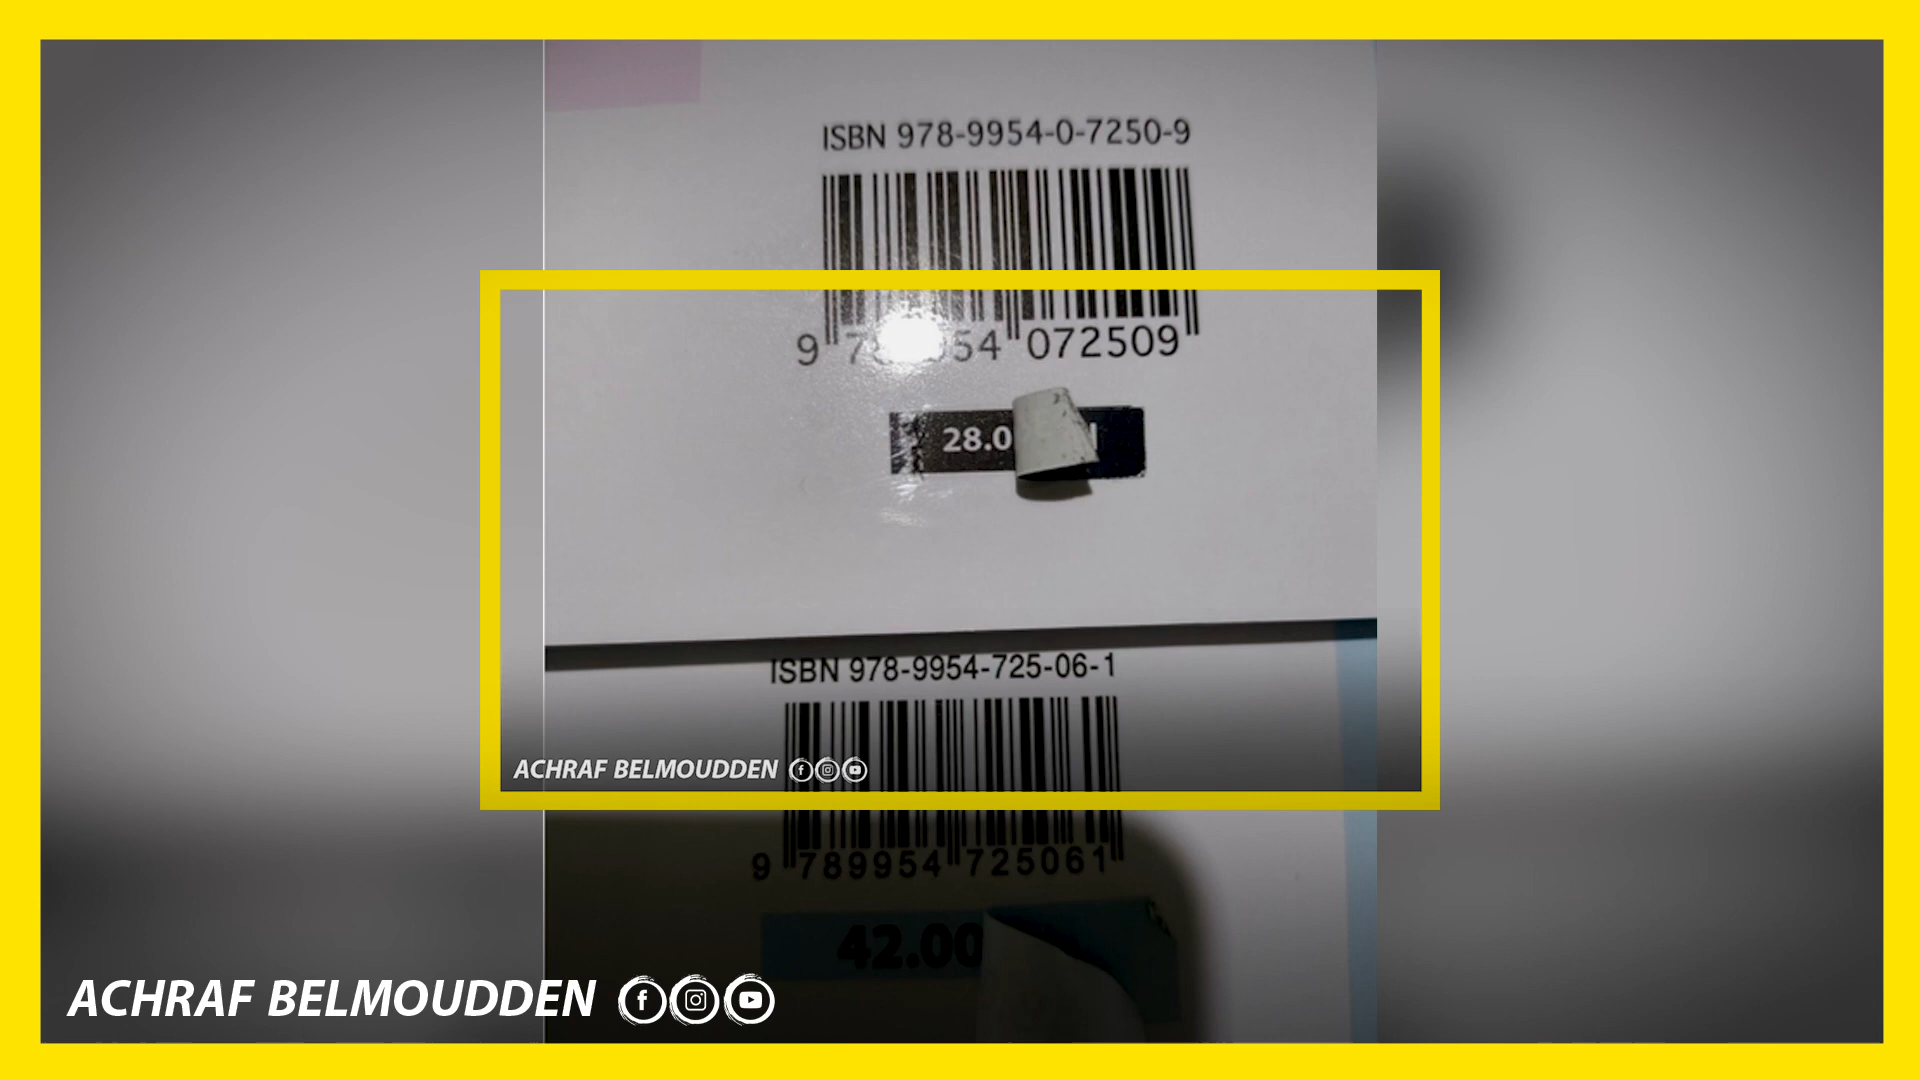 ISBN 978-9954-0-7250-9
072509
28.0
ISBN 978-9954-725-06-1
ACHRAF BELMOUDDEN
9 789954 725061
42.00
ACHRAF BELMOUDDEN